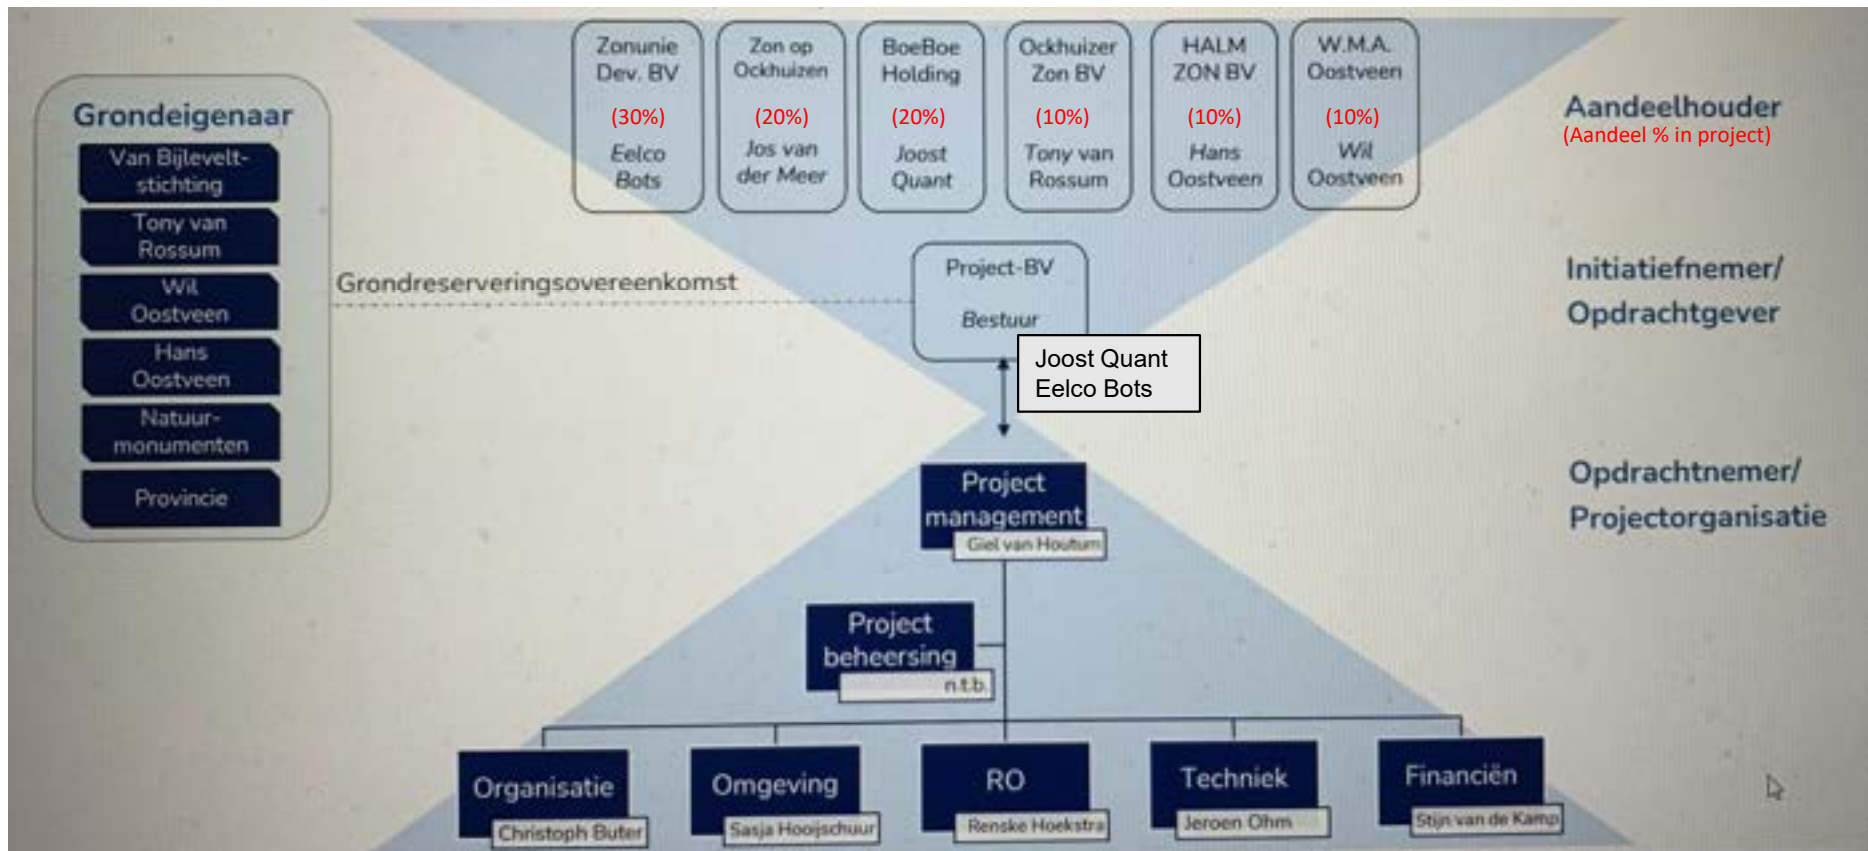 Grondeigenaar
Van Bijlevelt-
stichting
Tony van
Rossum
Wil
Oostveen
Hans
Oostveen
Natuur-
monumenten
Provincie
Grondreserveringsovereenkomst
Zonunie
Dev. BV
(30%)
Eelco
Bots
Zon op
Ockhuizen
(20%)
Jos van
der Meer
BoeBoe
Holding
(20%)
Joost
Quant
Ockhuizer
Zon BV
(10%)
Tony van
Rossum
HALM
ZON BV
(10%)
Hans
Oostveen
W.M.A.
Oostveen
(10%)
Wil
Oostveen
Aandeelhouder
(Aandeel % in project)
Project-BV
Bestuur
Joost Quant
Eelco Bots
Initiatiefnemer/
Opdrachtgever
Project
management
Giel van Houtum
Opdrachtnemer/
Projectorganisatie
Project
beheersing
n.t.b.
Organisatie
Christoph Buter
Omgeving
Sasja Hooijschuur
RO
Renske Hoekstra
Techniek
Jeroen Ohm
Financiën
Stijn van de Kamp